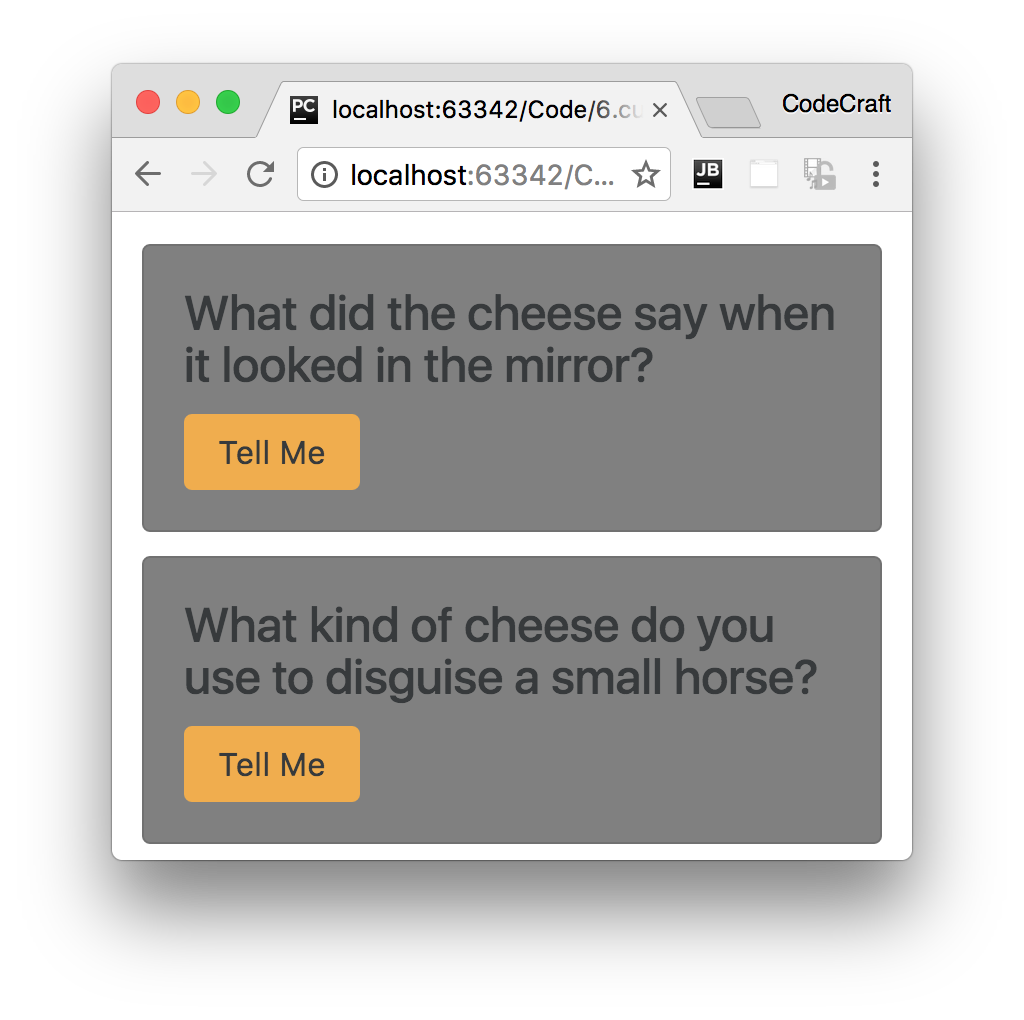 PC localhost:63342/Code/6.cu CodeCraft
localhost:63342/C... JB
What did the cheese say when
it looked in the mirror?
Tell Me
What kind of cheese do you
use to disguise a small horse?
Tell Me